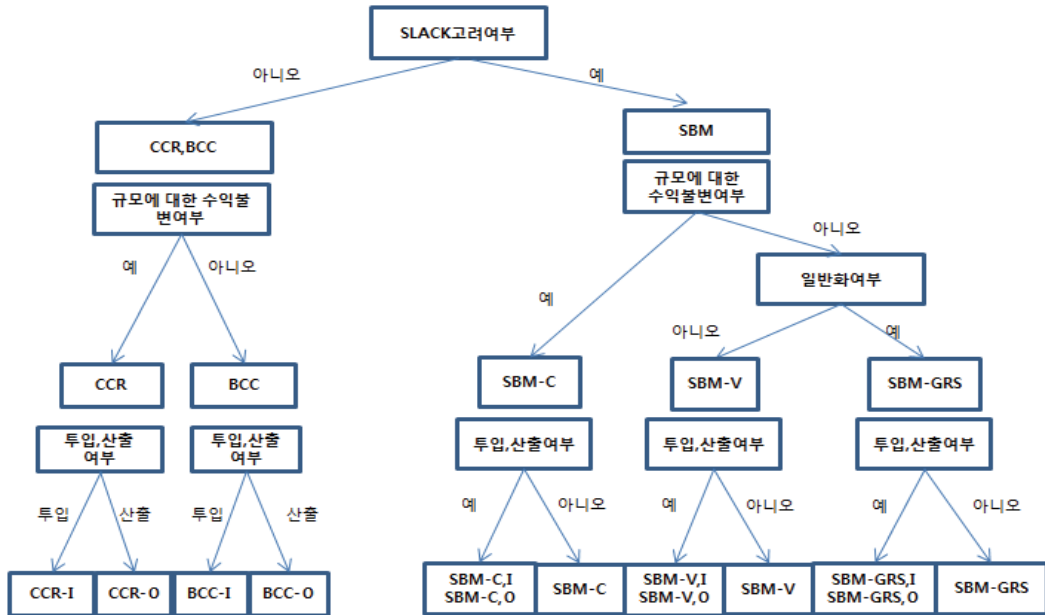 SLACK고려여부
아니오
예
CCR,BCC
SBM
규모에 대한 수익불
변여부
규모에 대한
수익불변여부
예
아니오
아니오
예
일반화여부
아니오
예
CCR
BCC
SBM-C
SBM-V
SBM-GRS
투입,산출
여부
투입,산출
여부
투입,산출여부
투입,산출여부
투입,산출여부
투입
산출
투입
산출
예
아니오
예
아니오
예
아니오
CCR-I
CCR-O
BCC-I
BCC-O
SBM-C,I
SBM-C,O
SBM-C
SBM-V,I
SBM-V,O
SBM-V
SBM-GRS,I
SBM-GRS,O
SBM-GRS